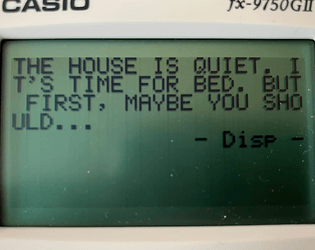 CASIO
fx-9750GII
THE HOUSE IS QUIET. I
T'S TIME FOR BED. BUT
FIRST, MAYBE YOU SHO
ULD...
- Disp -